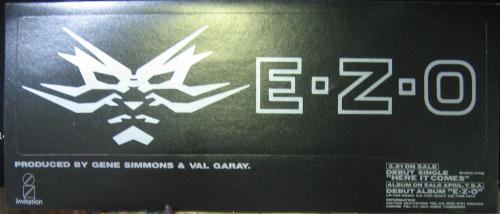 E·Z·O
PRODUCED BY GENE SIMMONS & VAL GARAY.
3.21 ON SALE
DEBUT SINGLE
"HERE IT COMES"
ALBUM ON SALE APRIL, T.B.A.
DEBUT ALBUM "E·Z·O"
INFORMATION
invitation